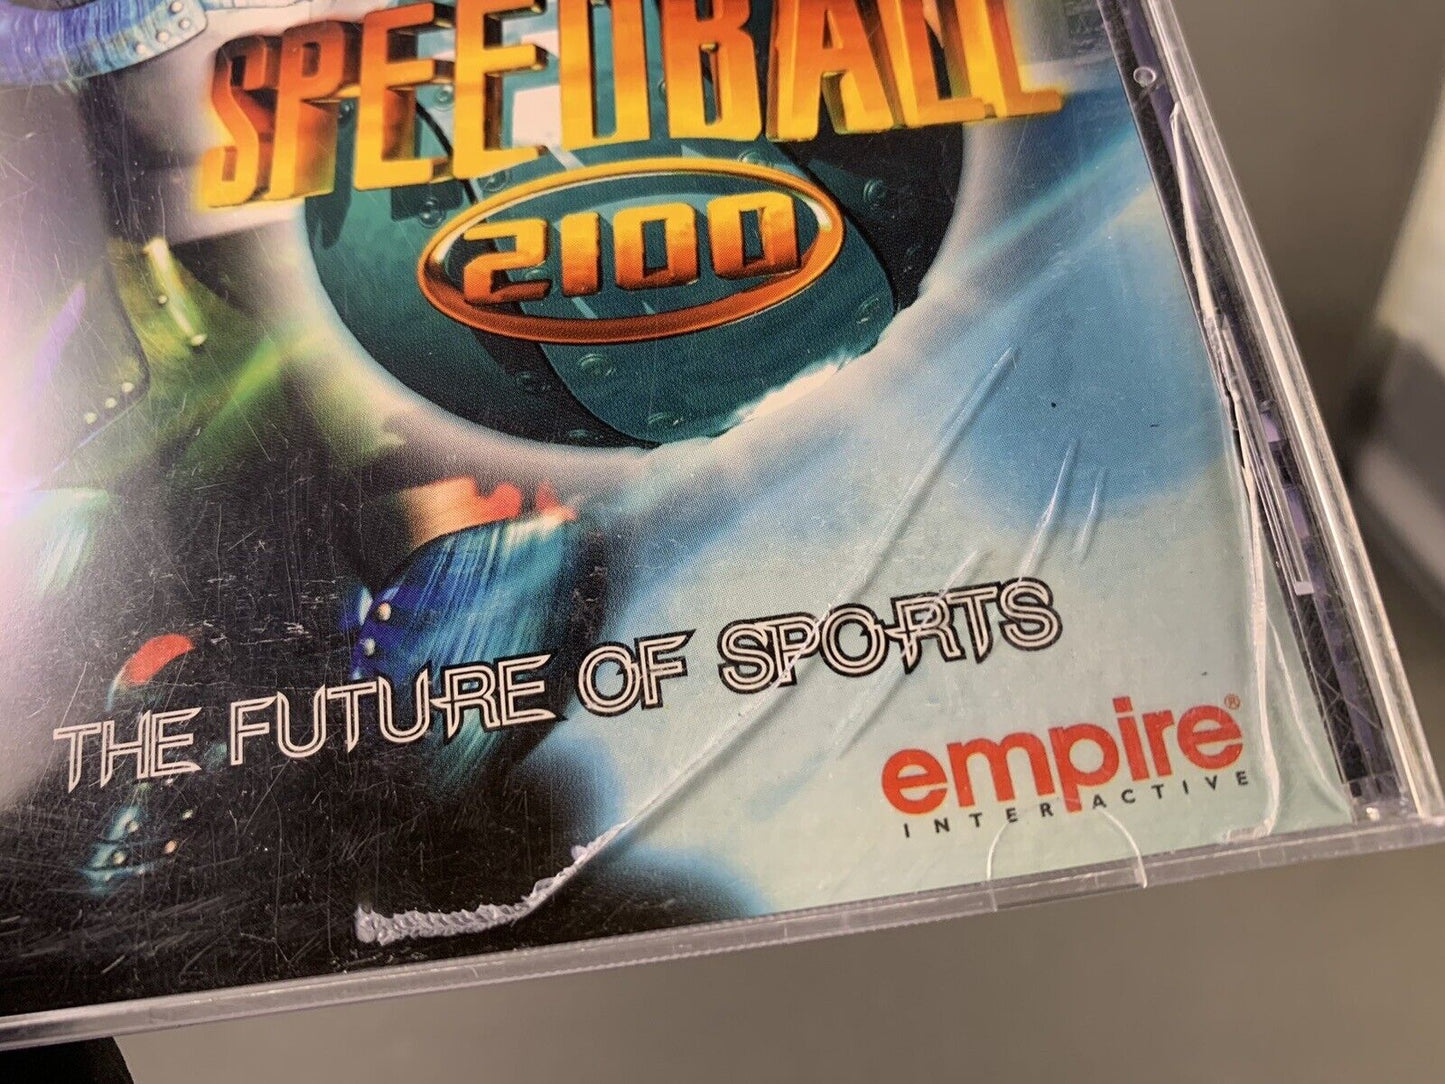 SPEEDBALL
2100
THE FUTURE OF SPORTS
empire®
INTERACTIVE